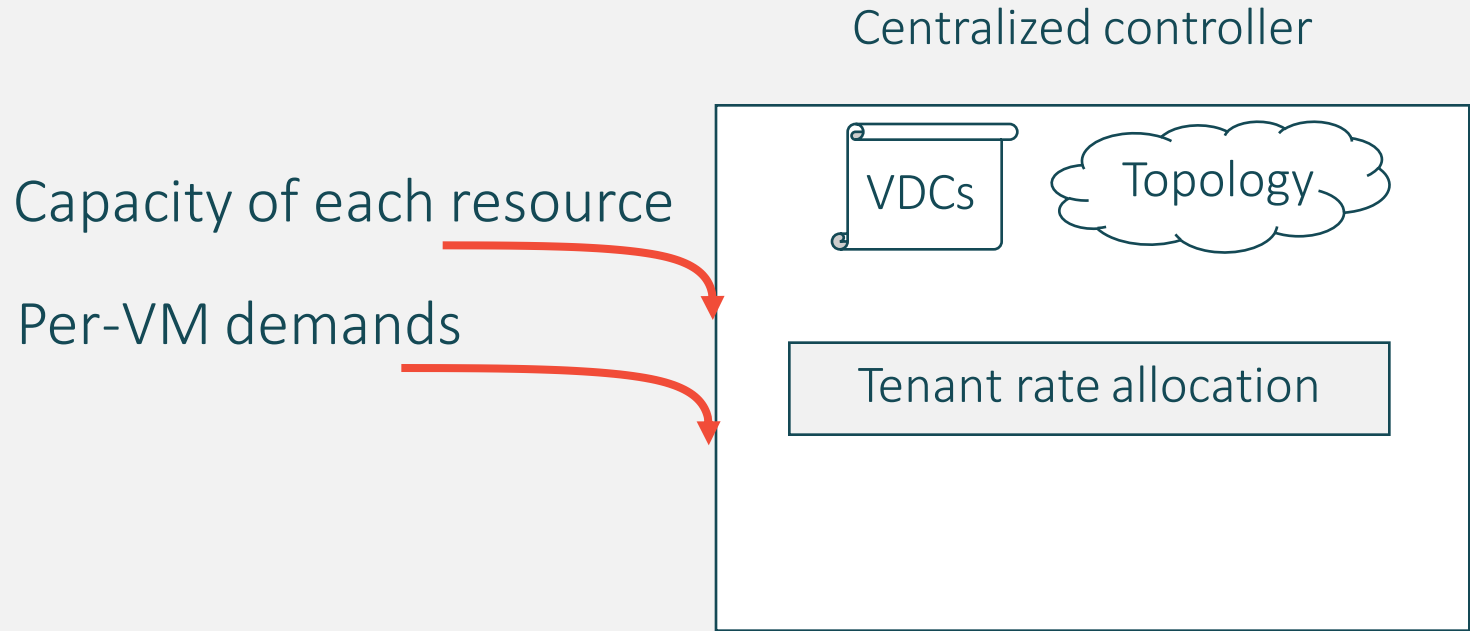 Centralized controller
VDCs
Topology
Capacity of each resource
Per-VM demands
Tenant rate allocation